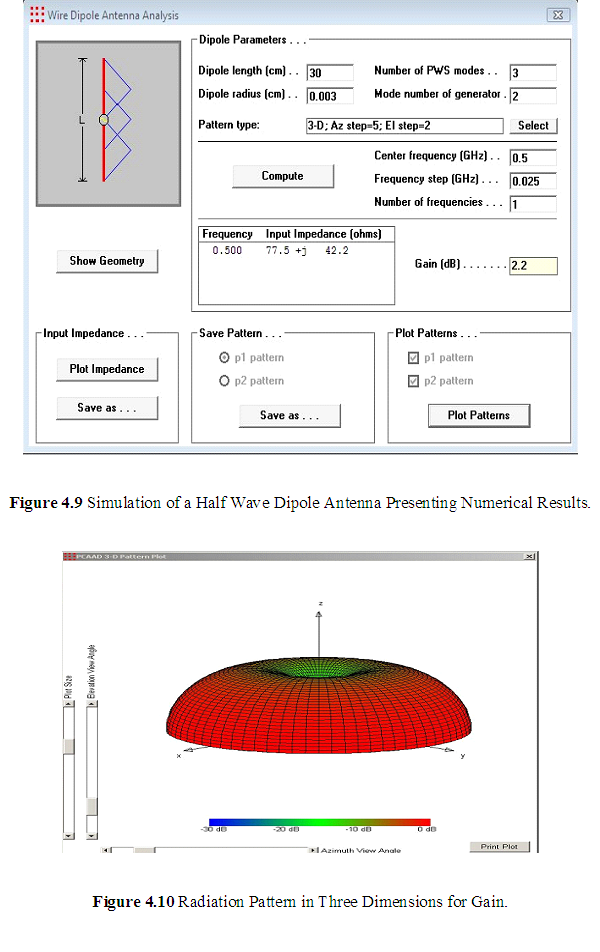 Wire Dipole Antenna Analysis
L
Dipole Parameters . . .
Dipole length (cm) . . 30
Number of PWS modes . . 3
Dipole radius (cm) . . 0.003
Mode number of generator . 2
Pattern type: 3-D; Az step=5; El step=2 Select
Compute
Center frequency (GHz) . . 0.5
Frequency step (GHz) . . . 0.025
Number of frequencies . . . 1
Frequency Input Impedance (ohms)
0.500 77.5 +j 42.2
Gain (dB) . . . . . . . 2.2
Show Geometry
Input Impedance . . .
Plot Impedance
Save as . . .
Save Pattern . . .
p1 pattern
p2 pattern
Save as . . .
Plot Patterns . . .
p1 pattern
p2 pattern
Plot Patterns
Figure 4.9 Simulation of a Half Wave Dipole Antenna Presenting Numerical Results.
PCAAD 3-D Pattern Plot
Plot Size
Elevation View Angle
z
x
y
-30 dB -20 dB -10 dB 0 dB
Azimuth View Angle
Print Plot
Figure 4.10 Radiation Pattern in Three Dimensions for Gain.